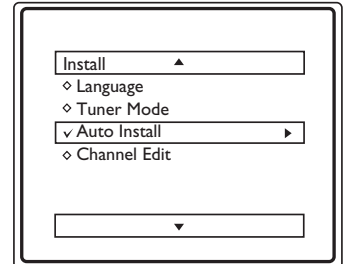 Install
Language
Tuner Mode
Auto Install
Channel Edit